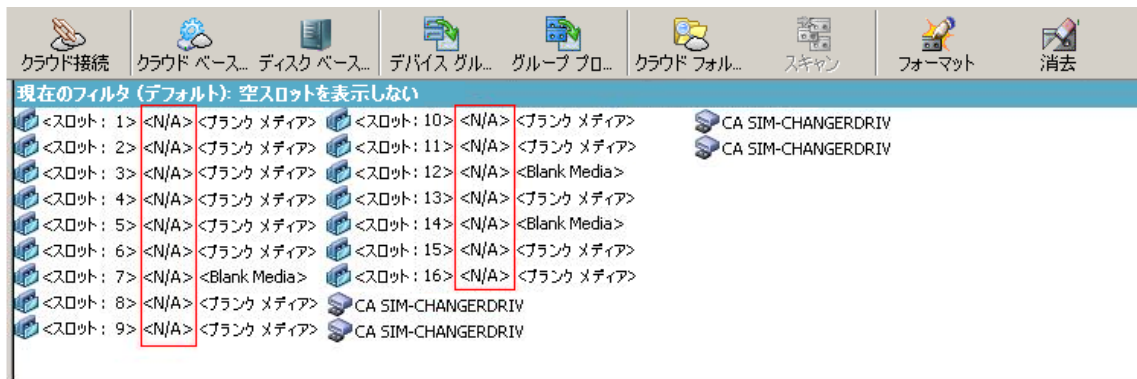 クラウド接続 クラウド ベース... ディスク ベース... デバイス グル... グループ プロ... クラウド フォル... スキャン フォーマット 消去
現在のフィルタ (デフォルト): 空スロットを表示しない
<スロット: 1> <N/A> <ブランク メディア> <スロット: 10> <N/A> <ブランク メディア> CA SIM-CHANGERDRIV
<スロット: 2> <N/A> <ブランク メディア> <スロット: 11> <N/A> <ブランク メディア> CA SIM-CHANGERDRIV
<スロット: 3> <N/A> <ブランク メディア> <スロット: 12> <N/A> <Blank Media>
<スロット: 4> <N/A> <ブランク メディア> <スロット: 13> <N/A> <ブランク メディア>
<スロット: 5> <N/A> <ブランク メディア> <スロット: 14> <N/A> <Blank Media>
<スロット: 6> <N/A> <ブランク メディア> <スロット: 15> <N/A> <ブランク メディア>
<スロット: 7> <N/A> <Blank Media> <スロット: 16> <N/A> <ブランク メディア>
<スロット: 8> <N/A> <ブランク メディア> CA SIM-CHANGERDRIV
<スロット: 9> <N/A> <ブランク メディア> CA SIM-CHANGERDRIV